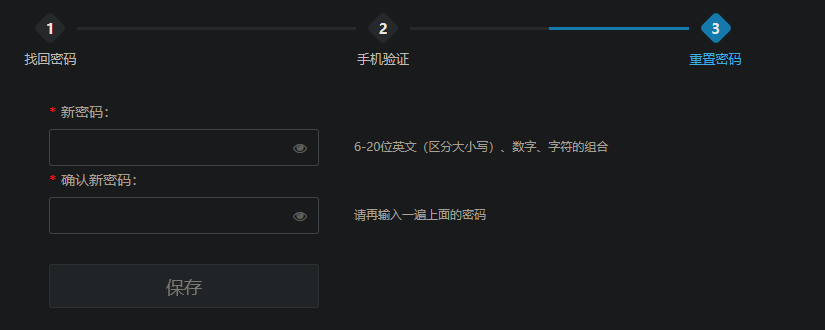 1 2 3
找回密码 手机验证 重置密码
* 新密码：
6-20位英文（区分大小写）、数字、字符的组合
* 确认新密码：
请再输入一遍上面的密码
保存